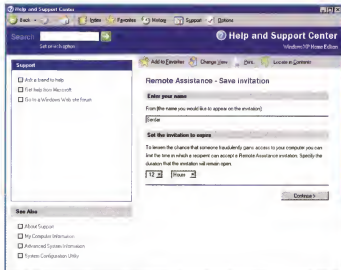 Help and Support Center
Back
Index
Favorites
History
Support
Options
Search
Set search options
Help and Support Center
Windows XP Home Edition
Support
Ask a friend to help
Get help from Microsoft
Go to a Windows Web site forum
See Also
About Support
My Computer Information
Advanced System Information
System Configuration Utility
Add to Favorites
Change View
Print...
Locate in Contents
Remote Assistance - Save invitation
Enter your name
From (the name you would like to appear on the invitation):
Set the invitation to expire
To lessen the chance that someone fraudulently gains access to your computer you can
limit the time in which a recipient can accept a Remote Assistance invitation. Specify the
duration that the invitation will remain open.
12 Hours
Continue >